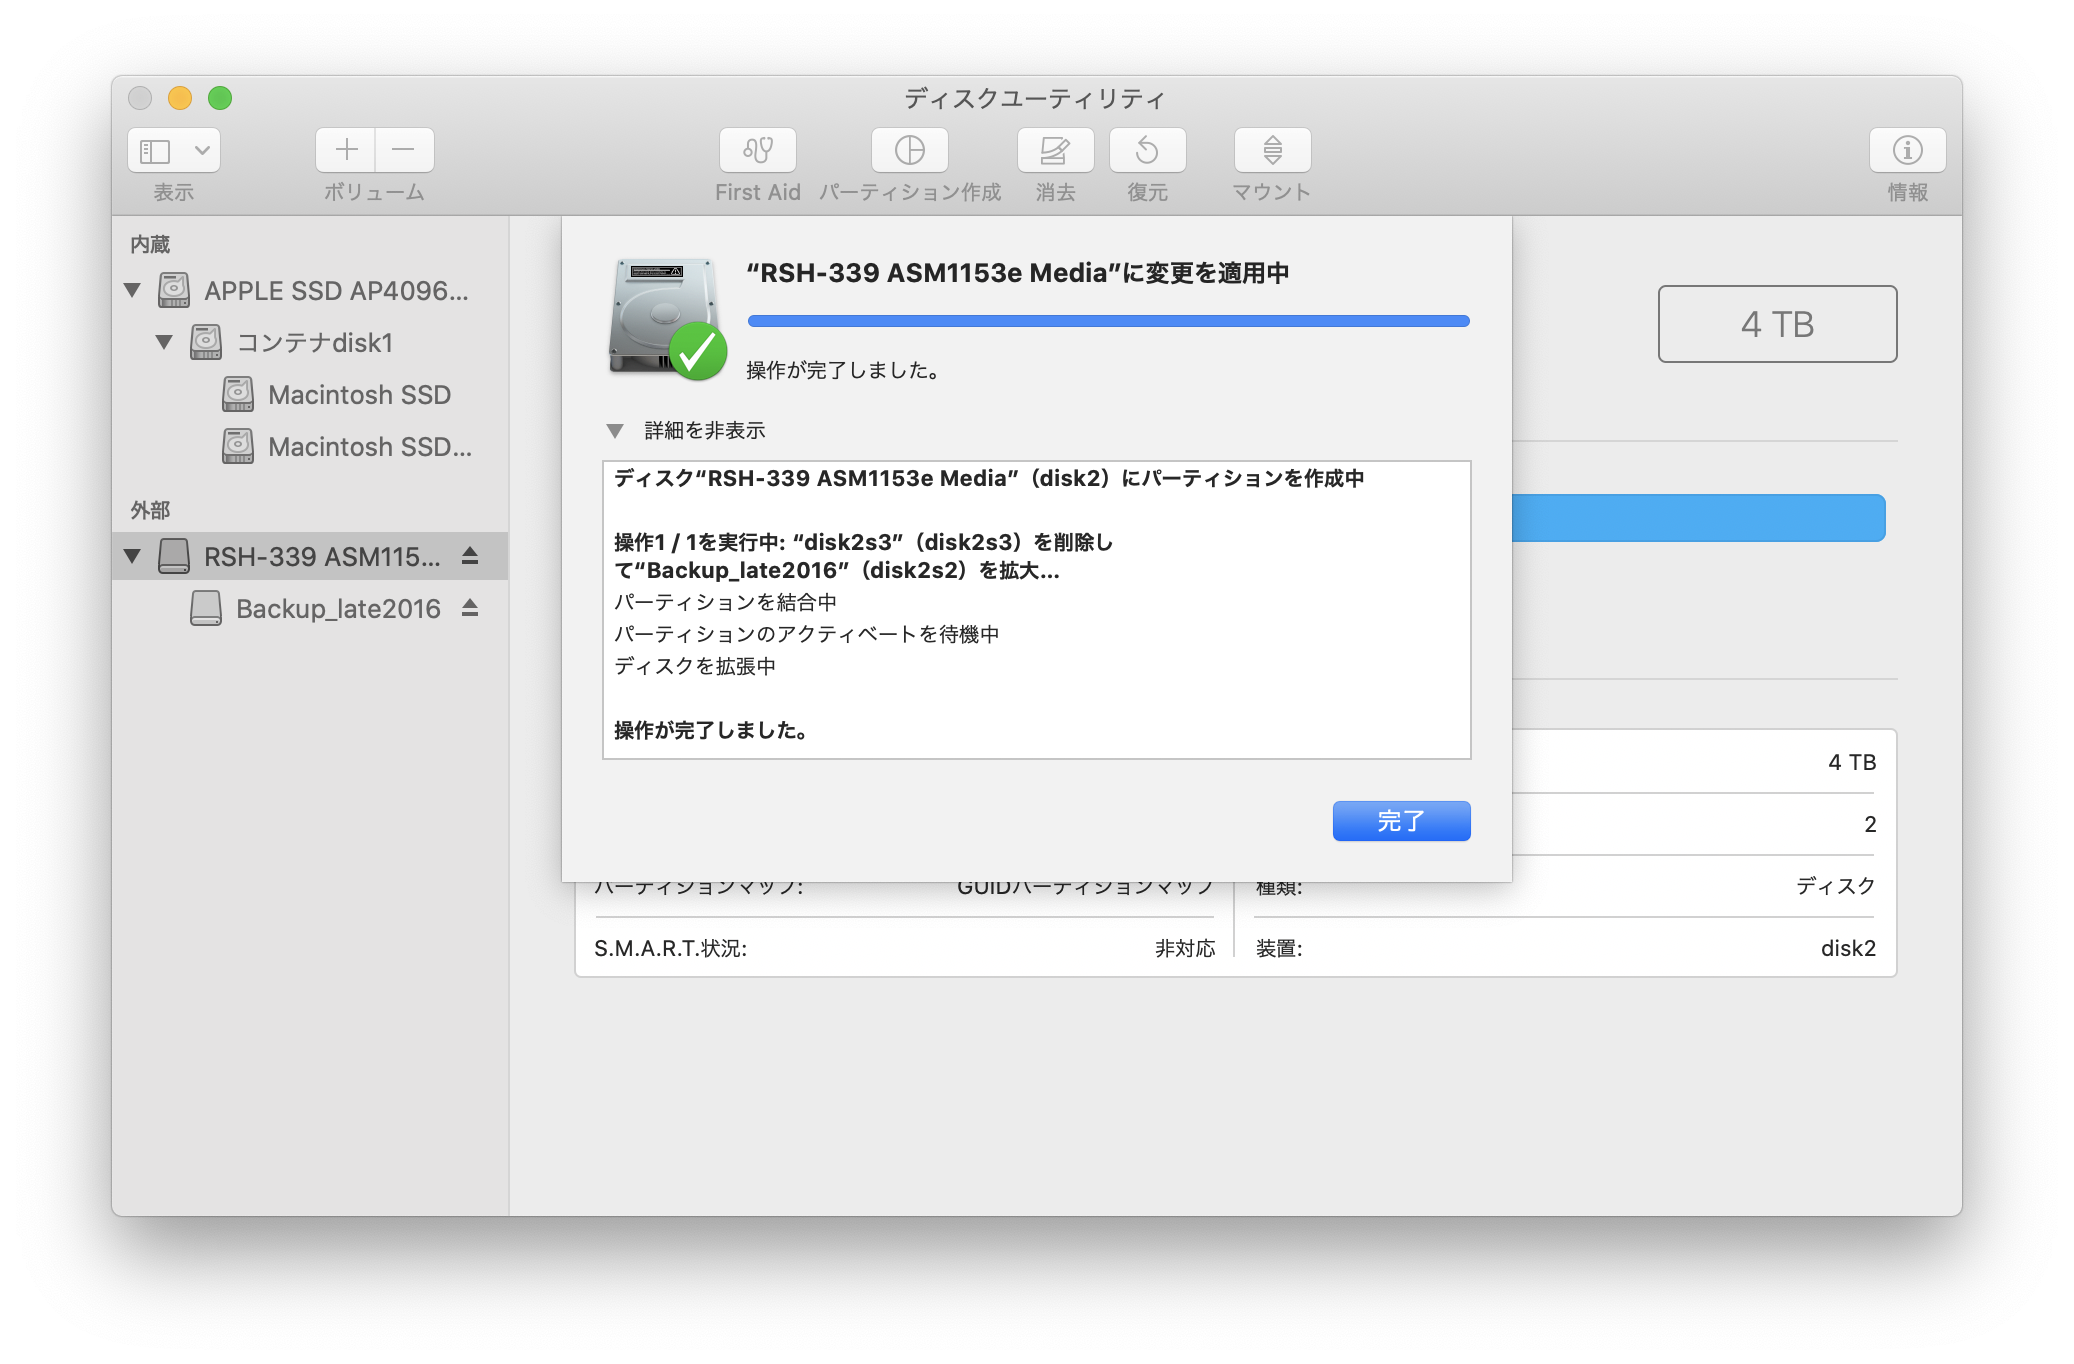 ディスクユーティリティ
表示
ボリューム
First Aid
パーティション作成
消去
復元
マウント
情報
内蔵
APPLE SSD AP4096...
コンテナdisk1
Macintosh SSD
Macintosh SSD...
外部
RSH-339 ASM115...
Backup_late2016
“RSH-339 ASM1153e Media”に変更を適用中
操作が完了しました。
詳細を非表示
ディスク“RSH-339 ASM1153e Media”（disk2）にパーティションを作成中
操作1 / 1を実行中: “disk2s3”（disk2s3）を削除し
て“Backup_late2016”（disk2s2）を拡大...
パーティションを結合中
パーティションのアクティベートを待機中
ディスクを拡張中
操作が完了しました。
完了
4 TB
4 TB
2
パーティションマップ:
GUIDパーティションマップ
種類:
ディスク
S.M.A.R.T.状況:
非対応
装置:
disk2